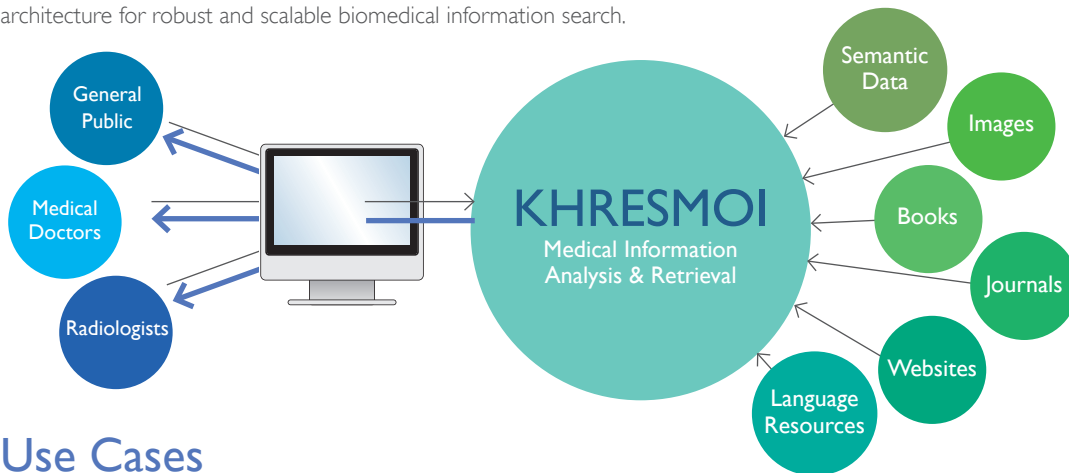 architecture for robust and scalable biomedical information search.
General
Public
Medical
Doctors
Radiologists
KHRESMOI
Medical Information
Analysis & Retrieval
Semantic
Data
Images
Books
Journals
Websites
Language
Resources
Use Cases